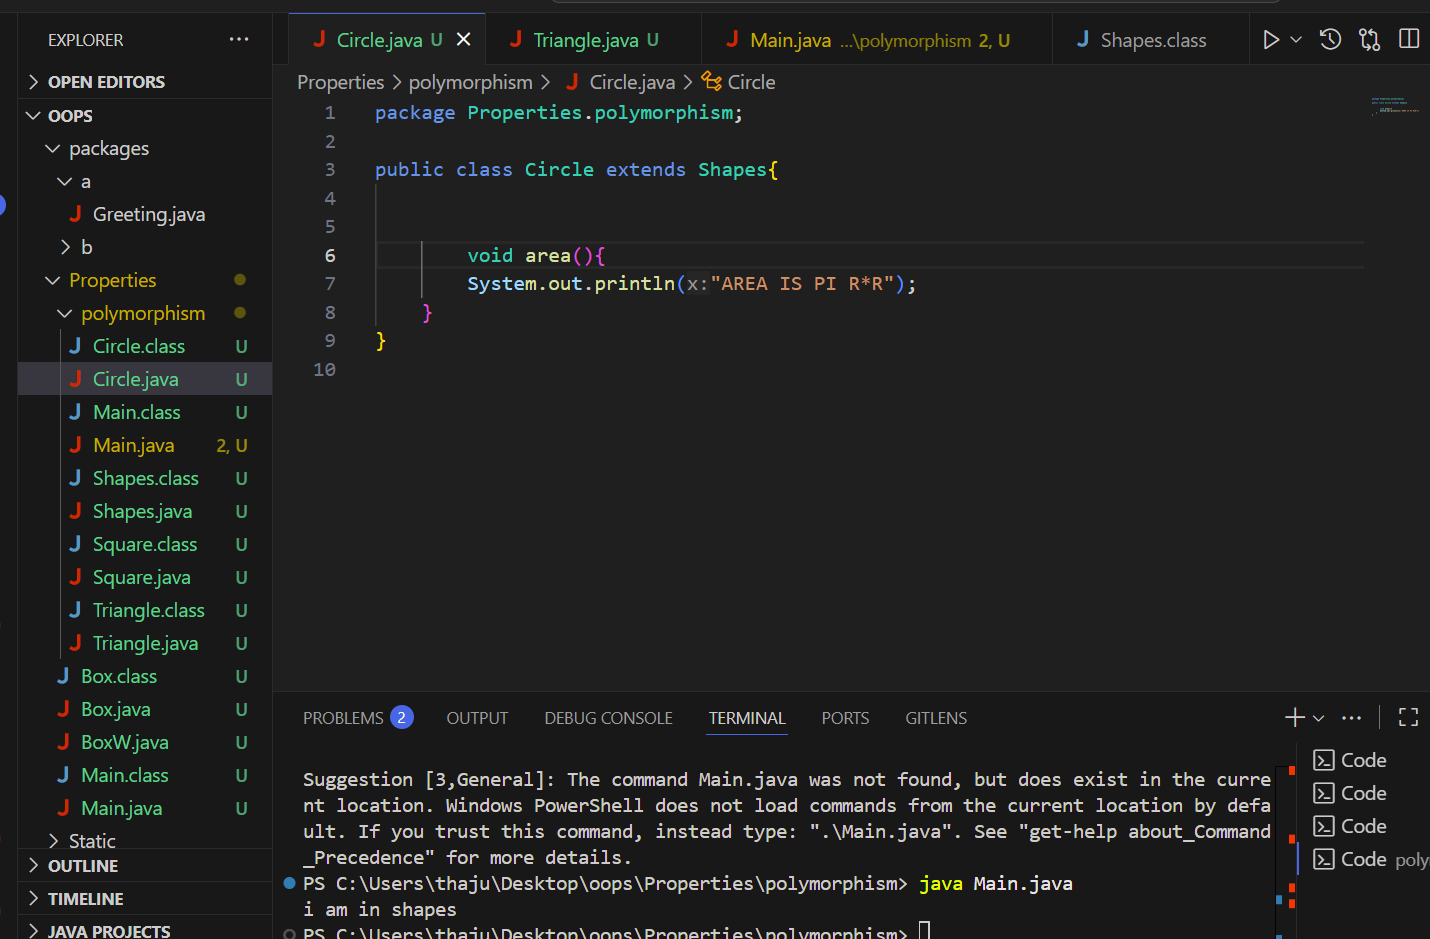 EXPLORER
OPEN EDITORS
OOPS
packages
a
Greeting.java
b
Properties
polymorphism
Circle.class U
Circle.java U
Main.class U
Main.java 2, U
Shapes.class U
Shapes.java U
Square.class U
Square.java U
Triangle.class U
Triangle.java U
Box.class U
Box.java U
BoxW.java U
Main.class U
Main.java U
Static
OUTLINE
TIMELINE
JAVA PROJECTS
Circle.java U Triangle.java U Main.java ...\polymorphism 2, U Shapes.class
Properties > polymorphism > Circle.java > Circle
1 package Properties.polymorphism;
2
3 public class Circle extends Shapes{
4
5
6 void area(){
7 System.out.println(x:"AREA IS PI R*R");
8 }
9 }
10
PROBLEMS 2 OUTPUT DEBUG CONSOLE TERMINAL PORTS GITLENS
Suggestion [3,General]: The command Main.java was not found, but does exist in the curre
nt location. Windows PowerShell does not load commands from the current location by defa
ult. If you trust this command, instead type: ".\Main.java". See "get-help about_Command
_Precedence" for more details.
PS C:\Users\thaju\Desktop\oops\Properties\polymorphism> java Main.java
i am in shapes
PS C:\Users\thaju\Desktop\oops\Properties\polymorphism>
Code
Code
Code
Code poly